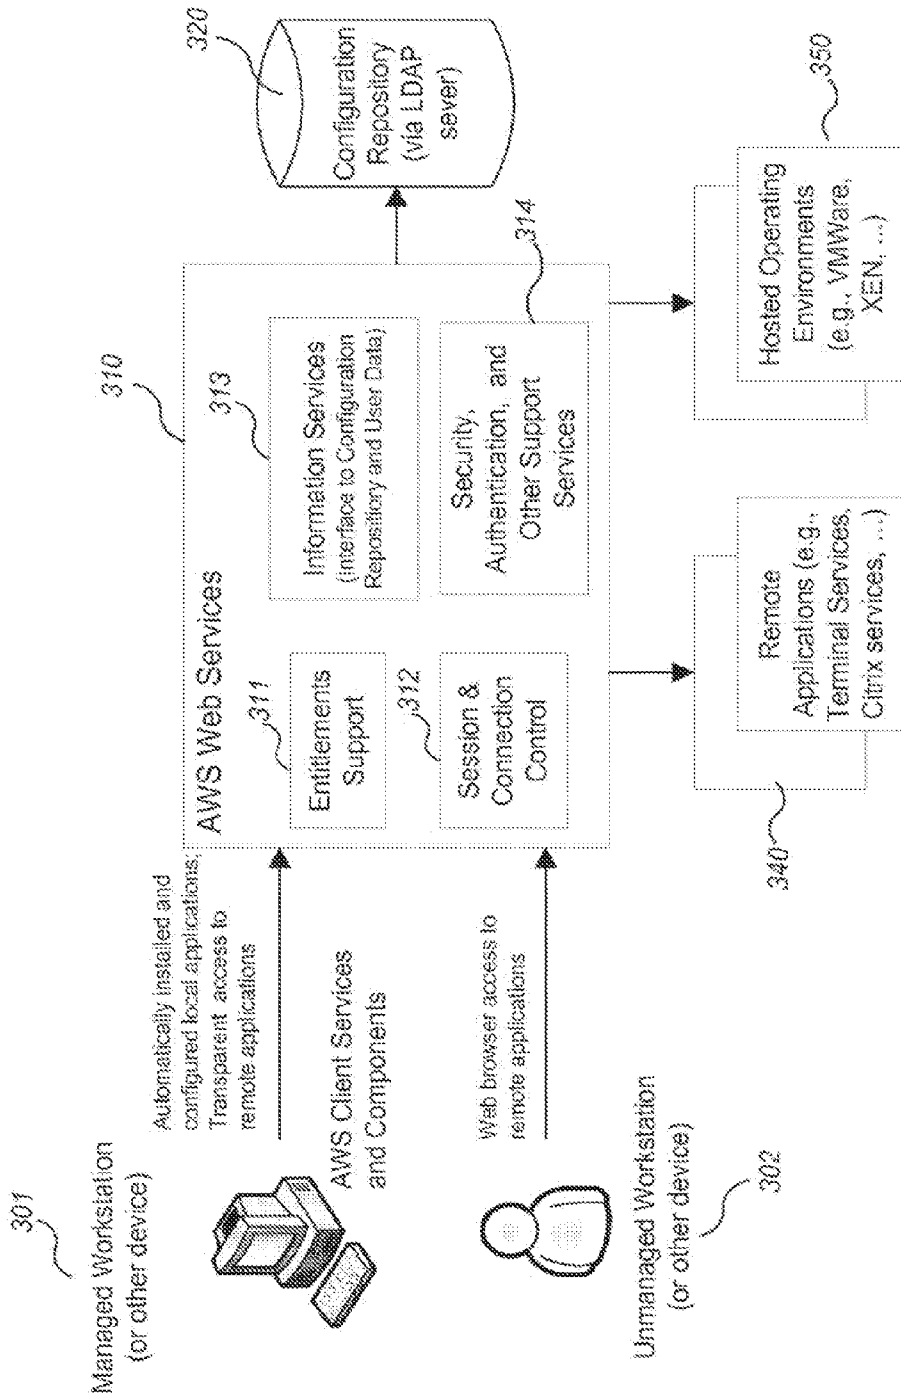 301
Managed Workstation
(or other device)
Automatically installed and
configured local applications;
Transparent access to
remote applications
AWS Client Services
and Components
Web browser access to
remote applications
Unmanaged Workstation
(or other device)
302
310
AWS Web Services
311
Entitlements
Support
312
Session &
Connection
Control
313
Information Services
(Interface to Configuration
Repository and User Data)
Security,
Authentication, and
Other Support
Services
314
320
Configuration
Repository
(via LDAP
sever)
340
Remote
Applications (e.g.,
Terminal Services,
Citrix services, ...)
Hosted Operating
Environments
(e.g., VMWare,
XEN, ...)
350